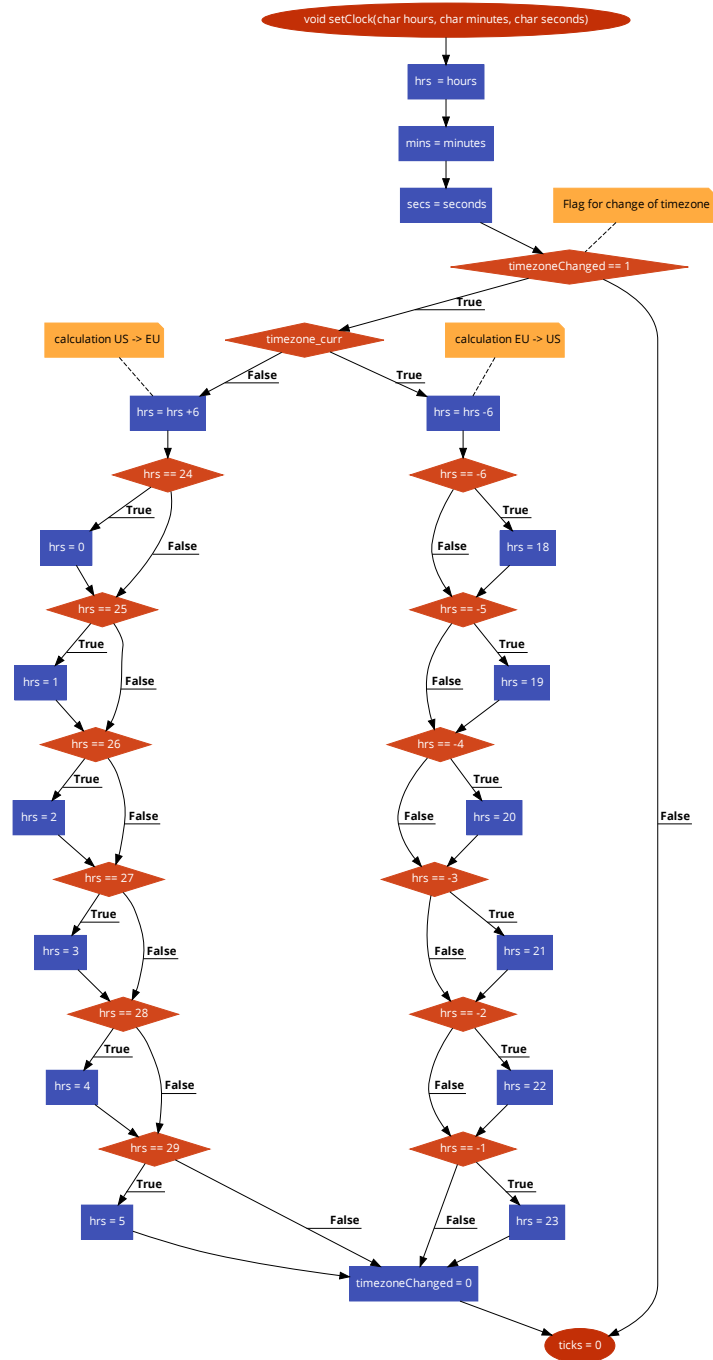 void setClock(char hours, char minutes, char seconds)
hrs = hours
mins = minutes
secs = seconds
Flag for change of timezone
timezoneChanged == 1
True
calculation US -> EU
timezone_curr
calculation EU -> US
False
True
hrs = hrs +6
hrs = hrs -6
hrs == 24
hrs == -6
True
True
hrs = 0
False
False
hrs = 18
hrs == 25
hrs == -5
True
True
hrs = 1
False
False
hrs = 19
hrs == 26
hrs == -4
True
True
hrs = 2
False
False
hrs = 20
False
hrs == 27
hrs == -3
True
True
hrs = 3
False
False
hrs = 21
hrs == 28
hrs == -2
True
True
hrs = 4
False
False
hrs = 22
hrs == 29
hrs == -1
True
True
hrs = 5
False
False
hrs = 23
timezoneChanged = 0
ticks = 0